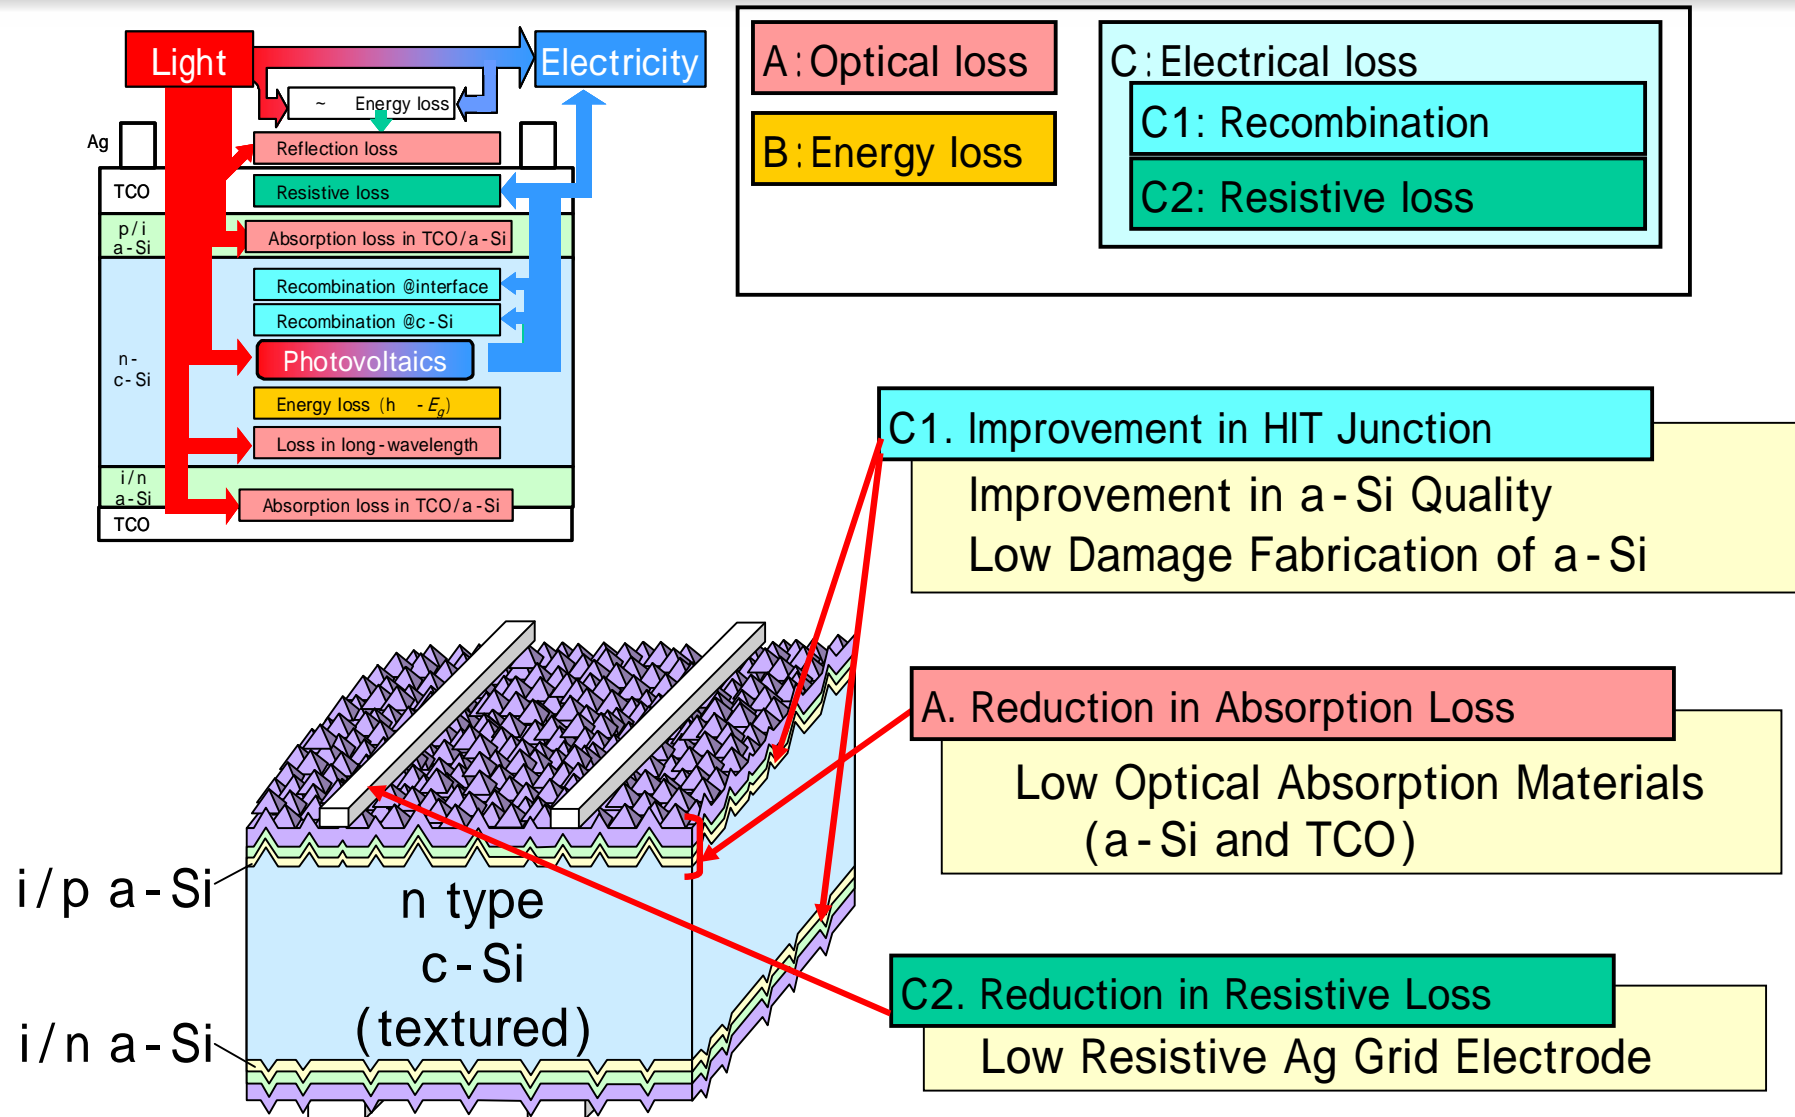 Light
Electricity
~ Energy loss
Ag
Reflection loss
TCO
Resistive loss
p/i
a-Si
Absorption loss in TCO/a-Si
Recombination @interface
Recombination @c-Si
n-
c-Si
Photovoltaics
Energy loss (h - Eg)
Loss in long-wavelength
i/n
a-Si
Absorption loss in TCO/a-Si
TCO
A:Optical loss
B:Energy loss
C:Electrical loss
C1: Recombination
C2: Resistive loss
C1. Improvement in HIT Junction
Improvement in a-Si Quality
Low Damage Fabrication of a-Si
A. Reduction in Absorption Loss
Low Optical Absorption Materials
(a-Si and TCO)
C2. Reduction in Resistive Loss
Low Resistive Ag Grid Electrode
i/p a-Si
n type
c-Si
(textured)
i/n a-Si